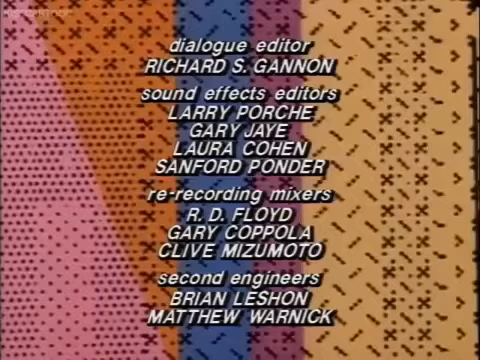 dialogue editor
RICHARD S. GANNON
sound effects editors
LARRY PORCHE
GARY JAYE
LAURA COHEN
SANFORD PONDER
re-recording mixers
R. D. FLOYD
GARY COPPOLA
CLIVE MIZUMOTO
second engineers
BRIAN LESHON
MATTHEW WARNICK